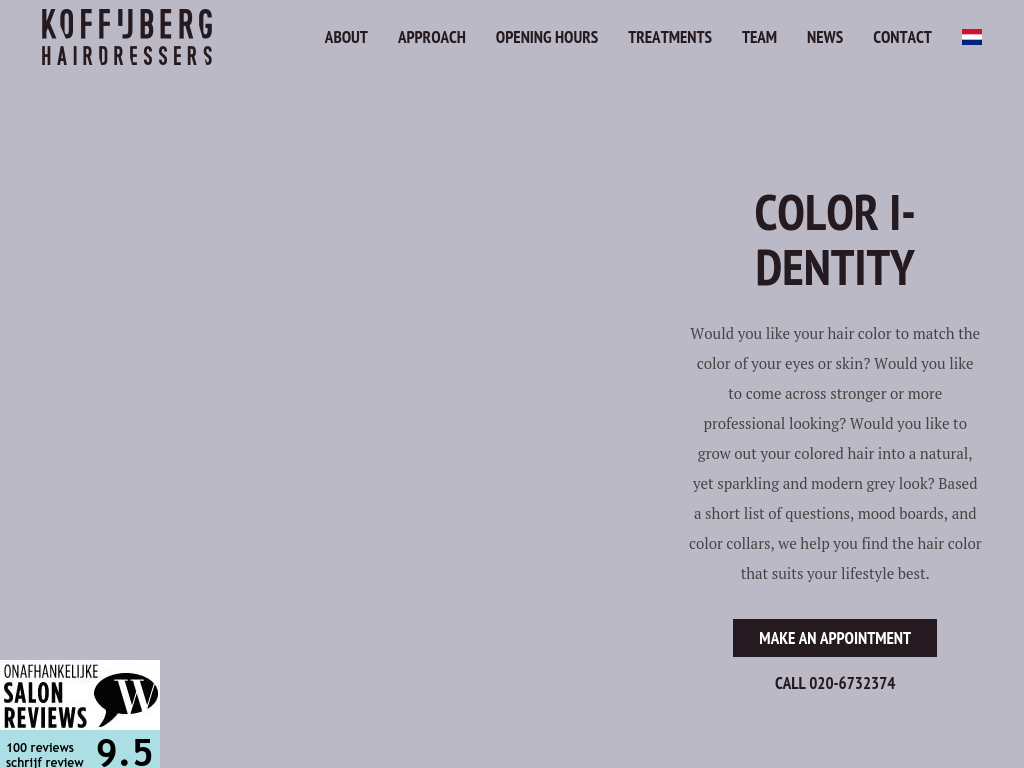 KOFFIJBERG
HAIRDRESSERS
ABOUT
APPROACH
OPENING HOURS
TREATMENTS
TEAM
NEWS
CONTACT
COLOR I-
DENTITY
Would you like your hair color to match the
color of your eyes or skin? Would you like
to come across stronger or more
professional looking? Would you like to
grow out your colored hair into a natural,
yet sparkling and modern grey look? Based
a short list of questions, mood boards, and
color collars, we help you find the hair color
that suits your lifestyle best.
MAKE AN APPOINTMENT
CALL 020-6732374
ONAFHANKELIJKE
SALON
REVIEWS
W
100 reviews
schrijf review
9.5